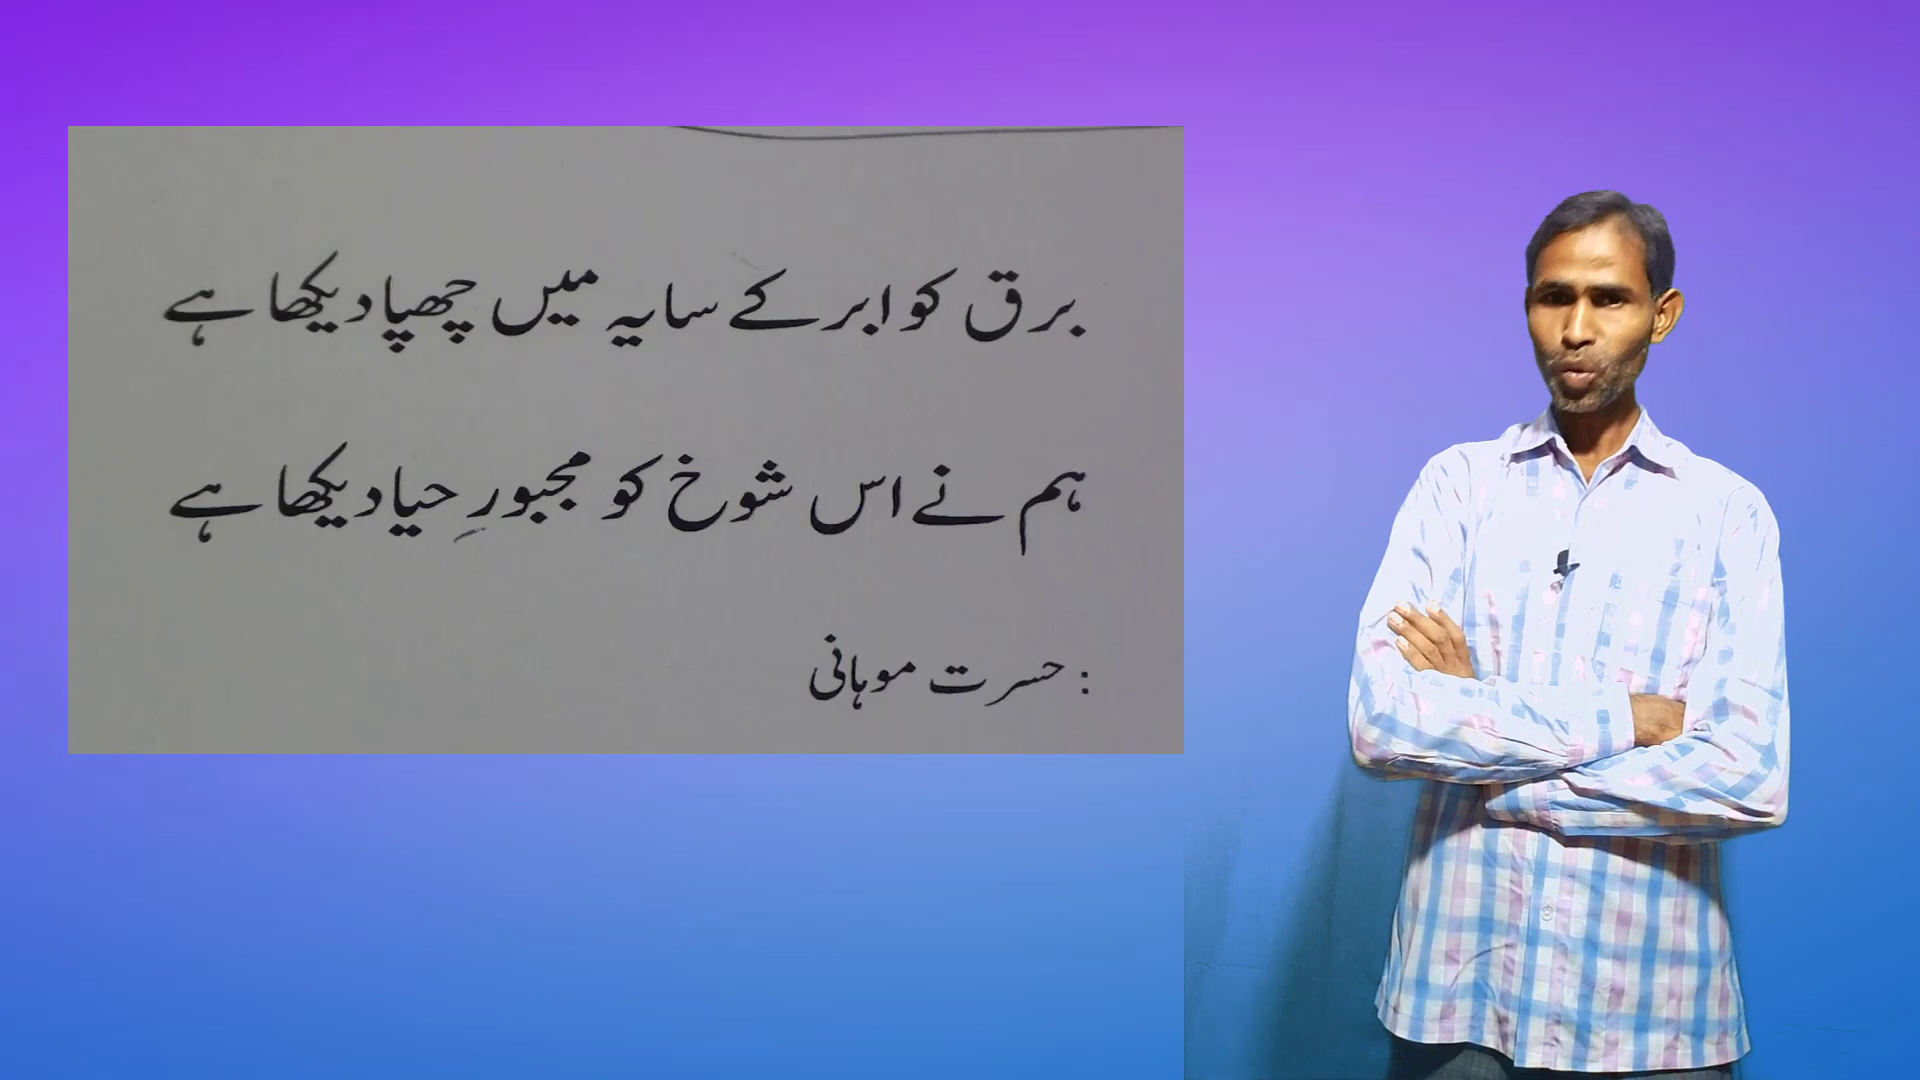 برق کو ابر کے سایہ میں چھپا دیکھا ہے
ہم نے اس شوخ کو مجبورِ حیا دیکھا ہے
: حسرت موہانی